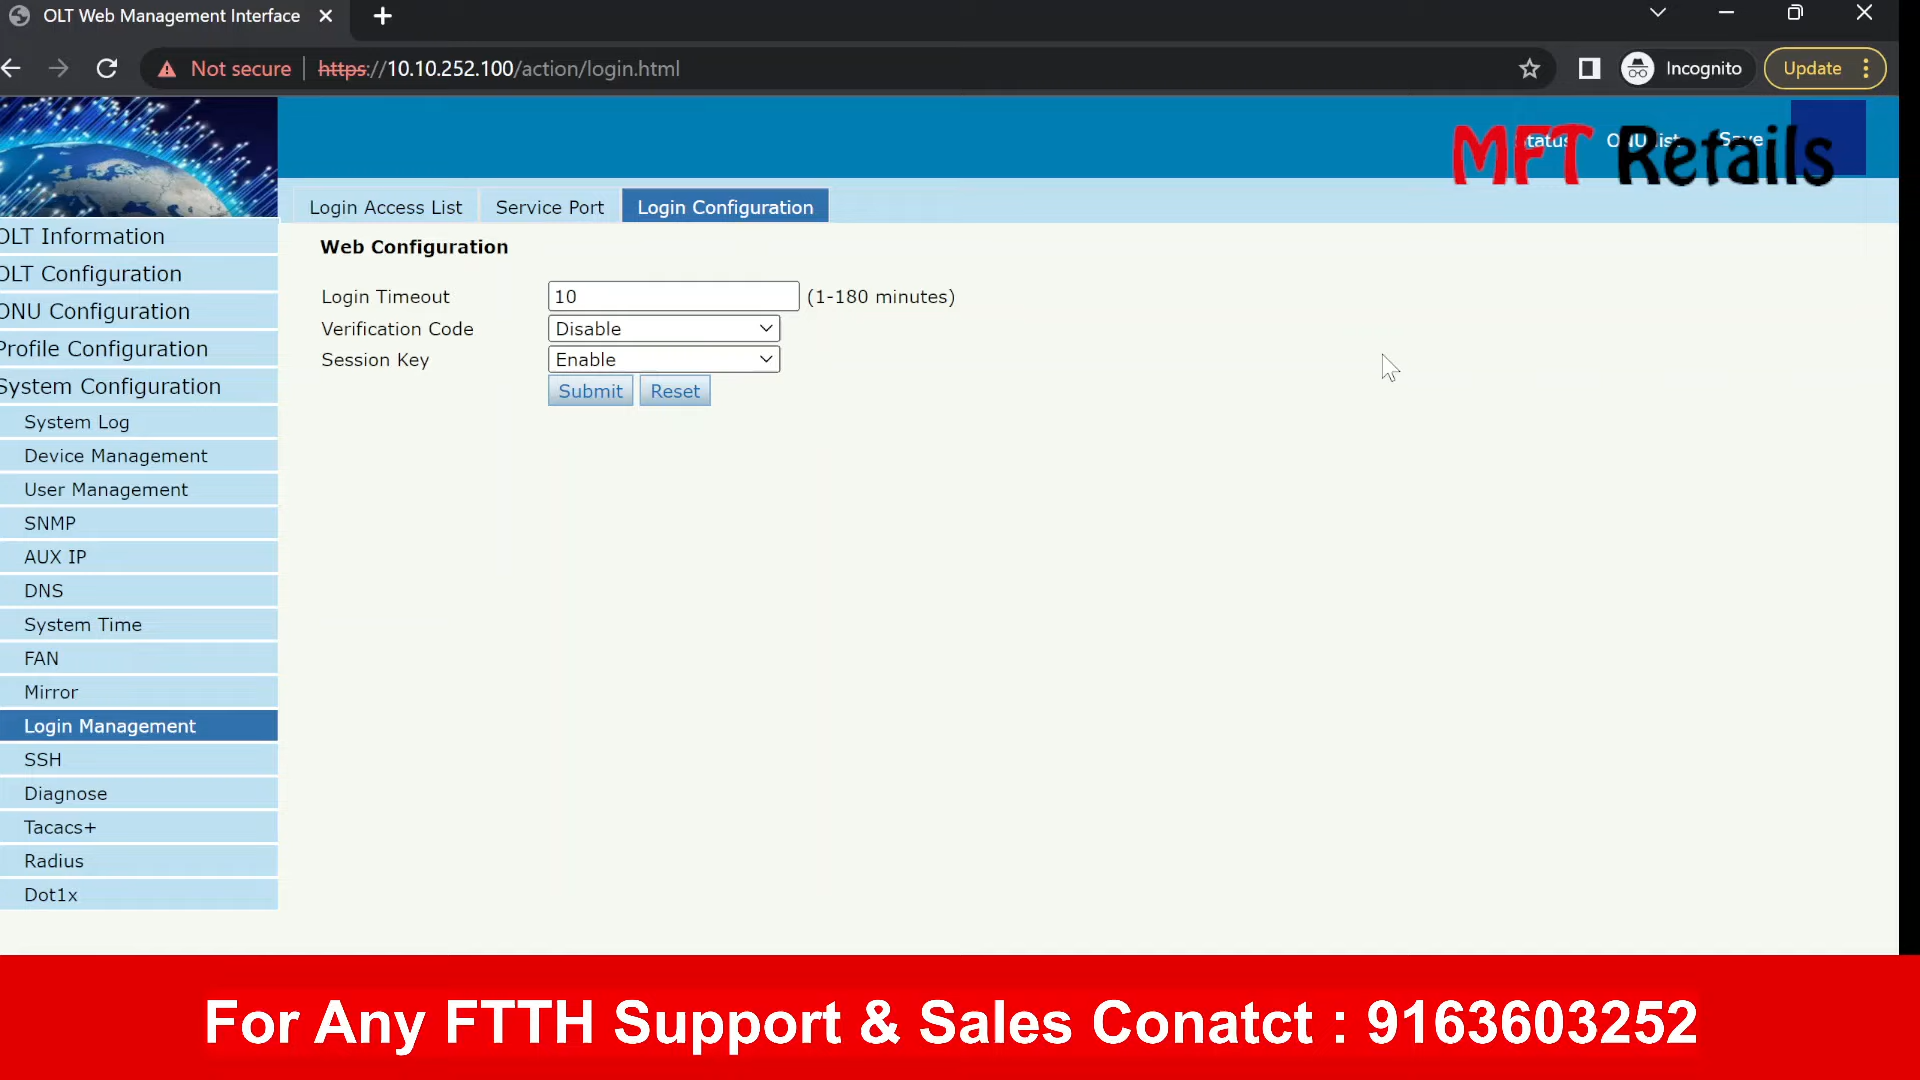 OLT Web Management Interface
Not secure https://10.10.252.100/action/login.html Incognito Update
Status ONU List Save
MFT Retails
Login Access List Service Port Login Configuration
OLT Information
OLT Configuration
ONU Configuration
Profile Configuration
System Configuration
System Log
Device Management
User Management
SNMP
AUX IP
DNS
System Time
FAN
Mirror
Login Management
SSH
Diagnose
Tacacs+
Radius
Dot1x
Web Configuration
Login Timeout 10 (1-180 minutes)
Verification Code Disable
Session Key Enable
Submit Reset
For Any FTTH Support & Sales Conatct : 9163603252